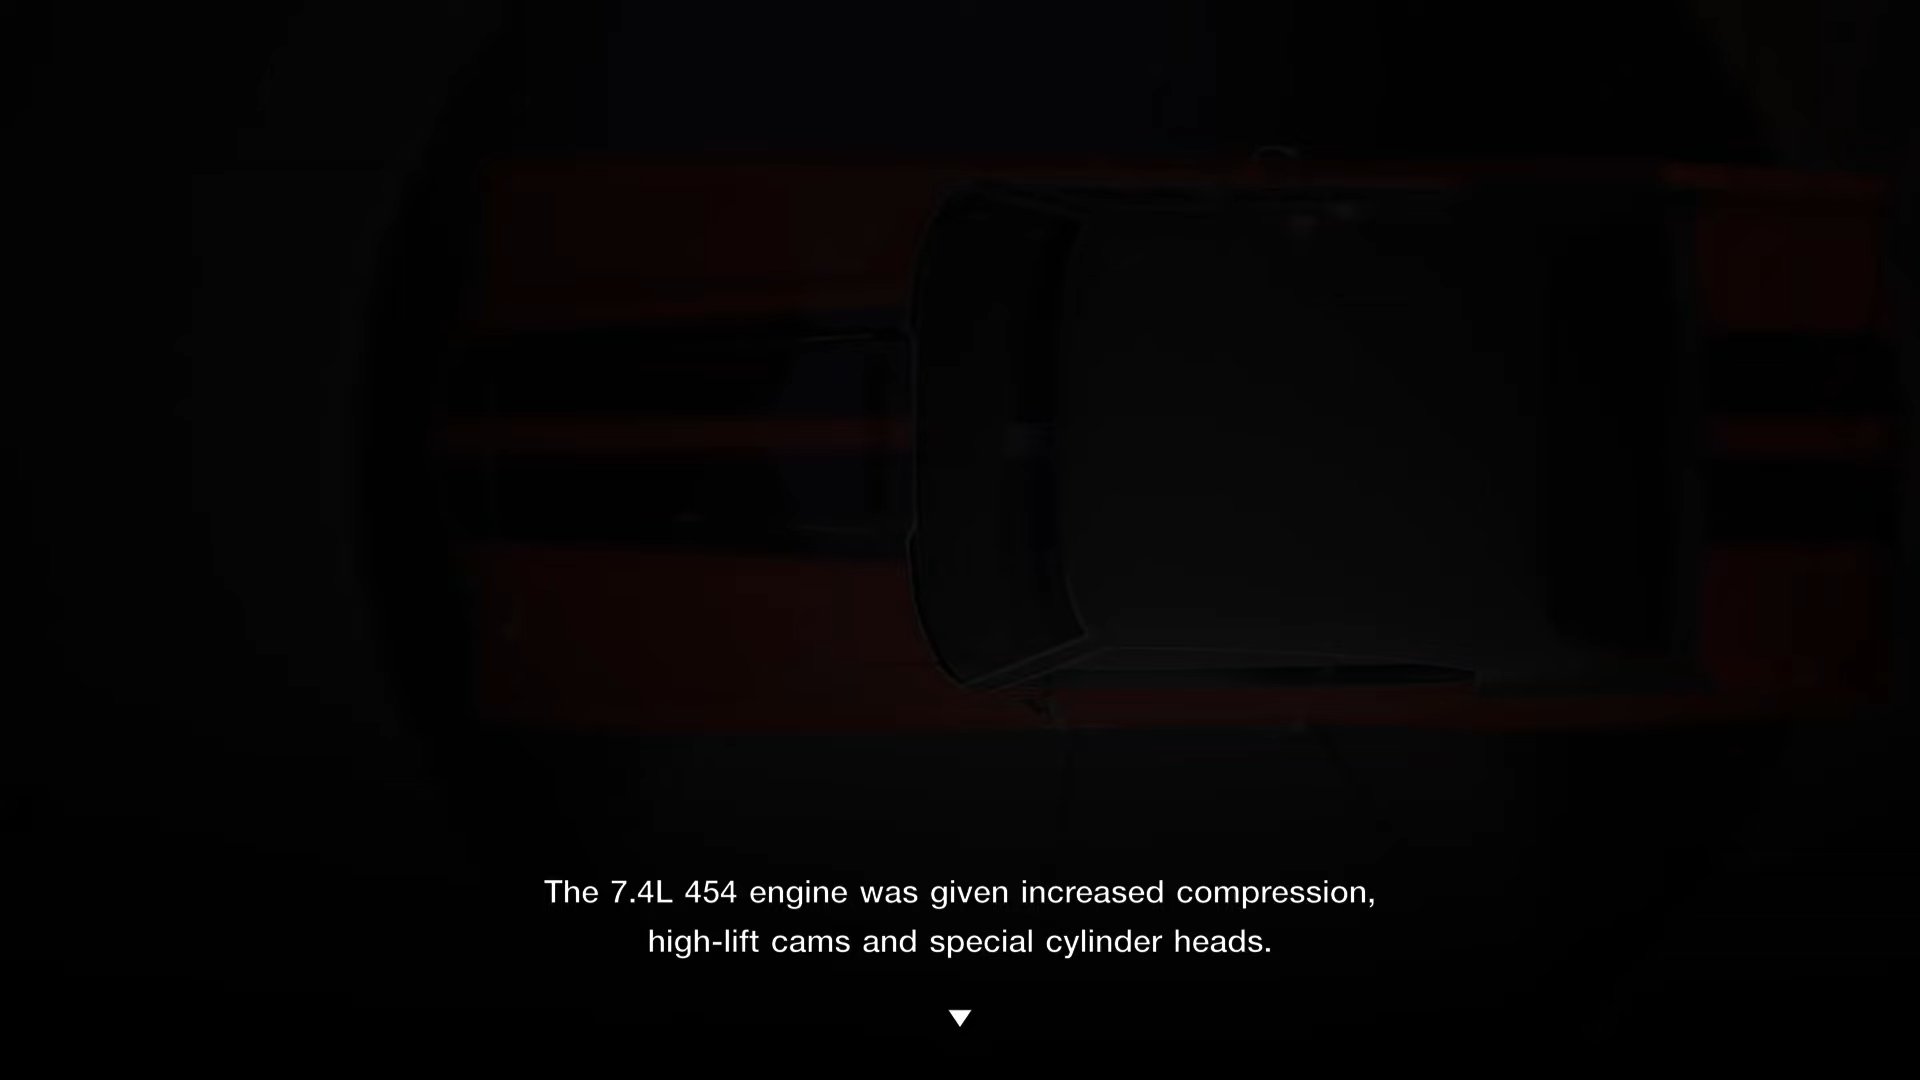 The 7.4L 454 engine was given increased compression,
high-lift cams and special cylinder heads.